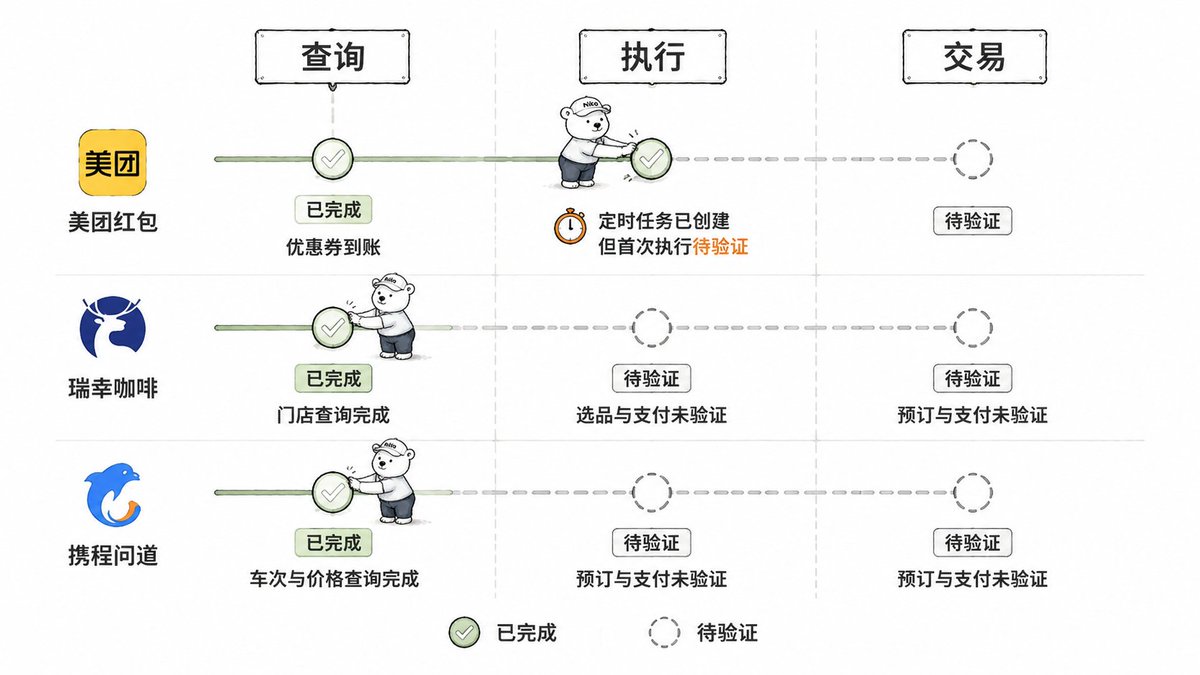 查询
执行
交易
美团
美团红包
Niko
已完成
优惠券到账
定时任务已创建
但首次执行待验证
待验证
瑞幸咖啡
Niko
已完成
门店查询完成
待验证
选品与支付未验证
待验证
预订与支付未验证
携程问道
Niko
已完成
车次与价格查询完成
待验证
预订与支付未验证
待验证
预订与支付未验证
已完成
待验证